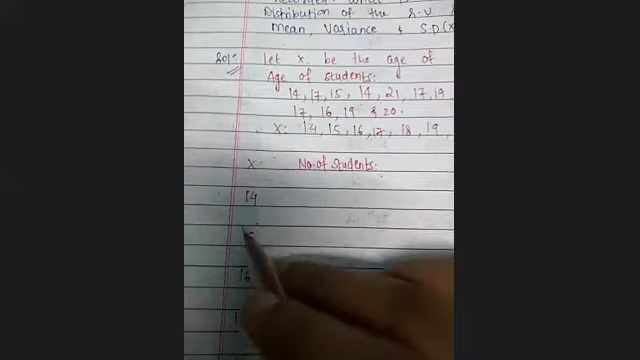 Distribution of the R.V
Mean, Variance & S.D(X
Sol:-
Let X: be the age of
Age of students:
14, 17, 15, 14, 21, 17, 19
17, 16, 19 & 20.
X: 14, 15, 16, 17, 18, 19,
X No. of students:
14
16